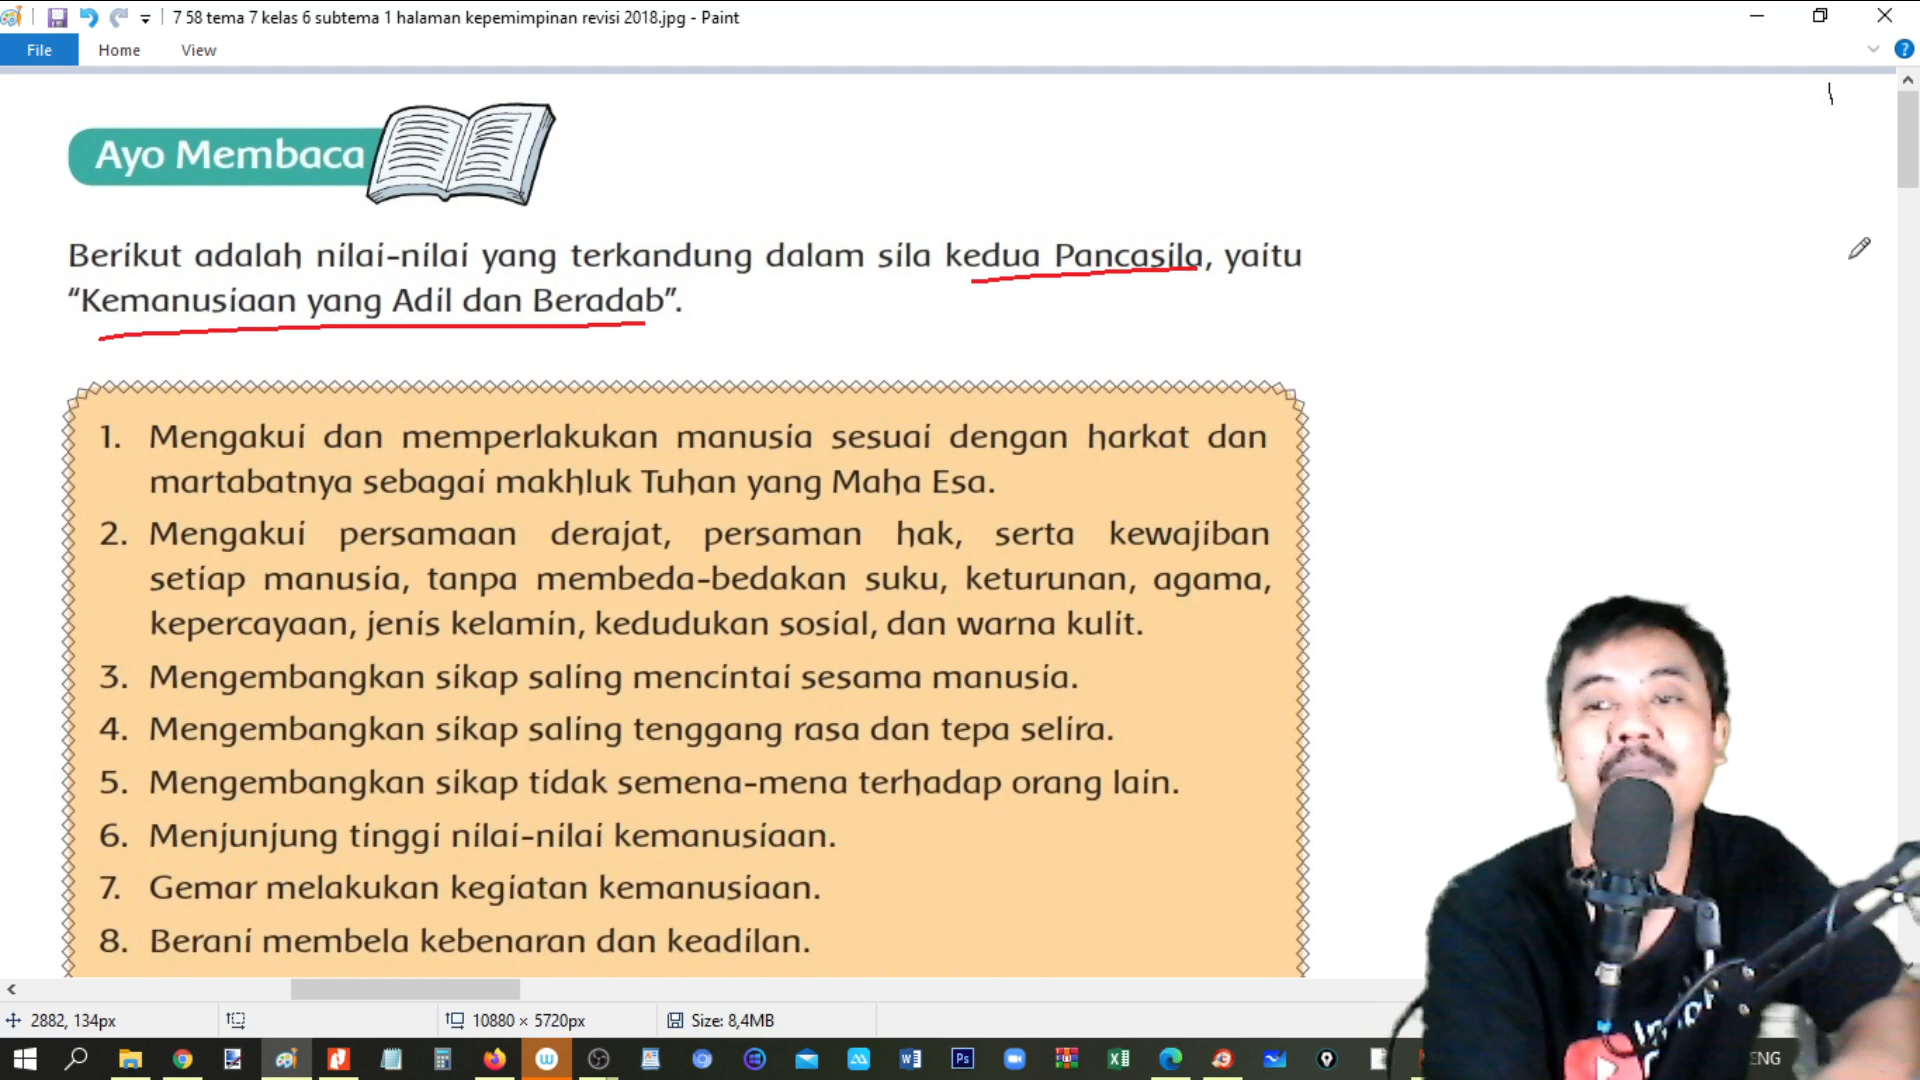 7 58 tema 7 kelas 6 subtema 1 halaman kepemimpinan revisi 2018.jpg - Paint
File Home View
Ayo Membaca
Berikut adalah nilai-nilai yang terkandung dalam sila kedua Pancasila, yaitu
“Kemanusiaan yang Adil dan Beradab”.
1. Mengakui dan memperlakukan manusia sesuai dengan harkat dan
martabatnya sebagai makhluk Tuhan yang Maha Esa.
2. Mengakui persamaan derajat, persaman hak, serta kewajiban
setiap manusia, tanpa membeda-bedakan suku, keturunan, agama,
kepercayaan, jenis kelamin, kedudukan sosial, dan warna kulit.
3. Mengembangkan sikap saling mencintai sesama manusia.
4. Mengembangkan sikap saling tenggang rasa dan tepa selira.
5. Mengembangkan sikap tidak semena-mena terhadap orang lain.
6. Menjunjung tinggi nilai-nilai kemanusiaan.
7. Gemar melakukan kegiatan kemanusiaan.
8. Berani membela kebenaran dan keadilan.
2882, 134px 10880 × 5720px Size: 8,4MB
ENG